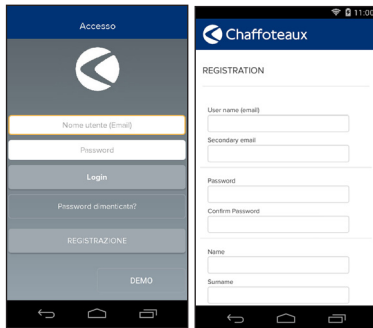 Accesso
Nome utente (Email)
Password
Login
Password dimenticata?
REGISTRAZIONE
DEMO
11:00
Chaffoteaux
REGISTRATION
User name (email)
Secondary email
Password
Confirm Password
Name
Surname